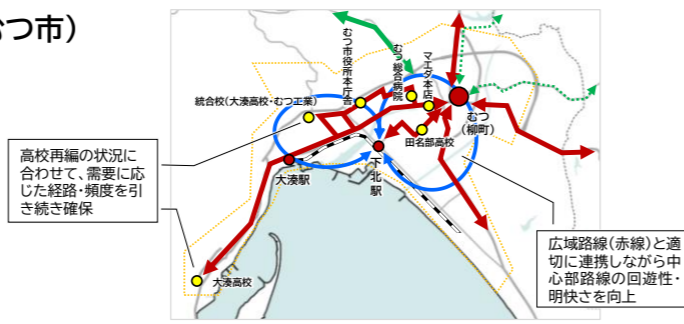 むつ市）
むつ市役所本庁舎
むつ総合病院
マエダ本店
統合校（大湊高校・むつ工業）
むつ
（柳町）
田名部高校
大湊駅
下北駅
大湊高校
高校再編の状況に
合わせて、需要に応
じた経路・頻度を引
き続き確保
広域路線（赤線）と適
切に連携しながら中
心部路線の回遊性・
明快さを向上